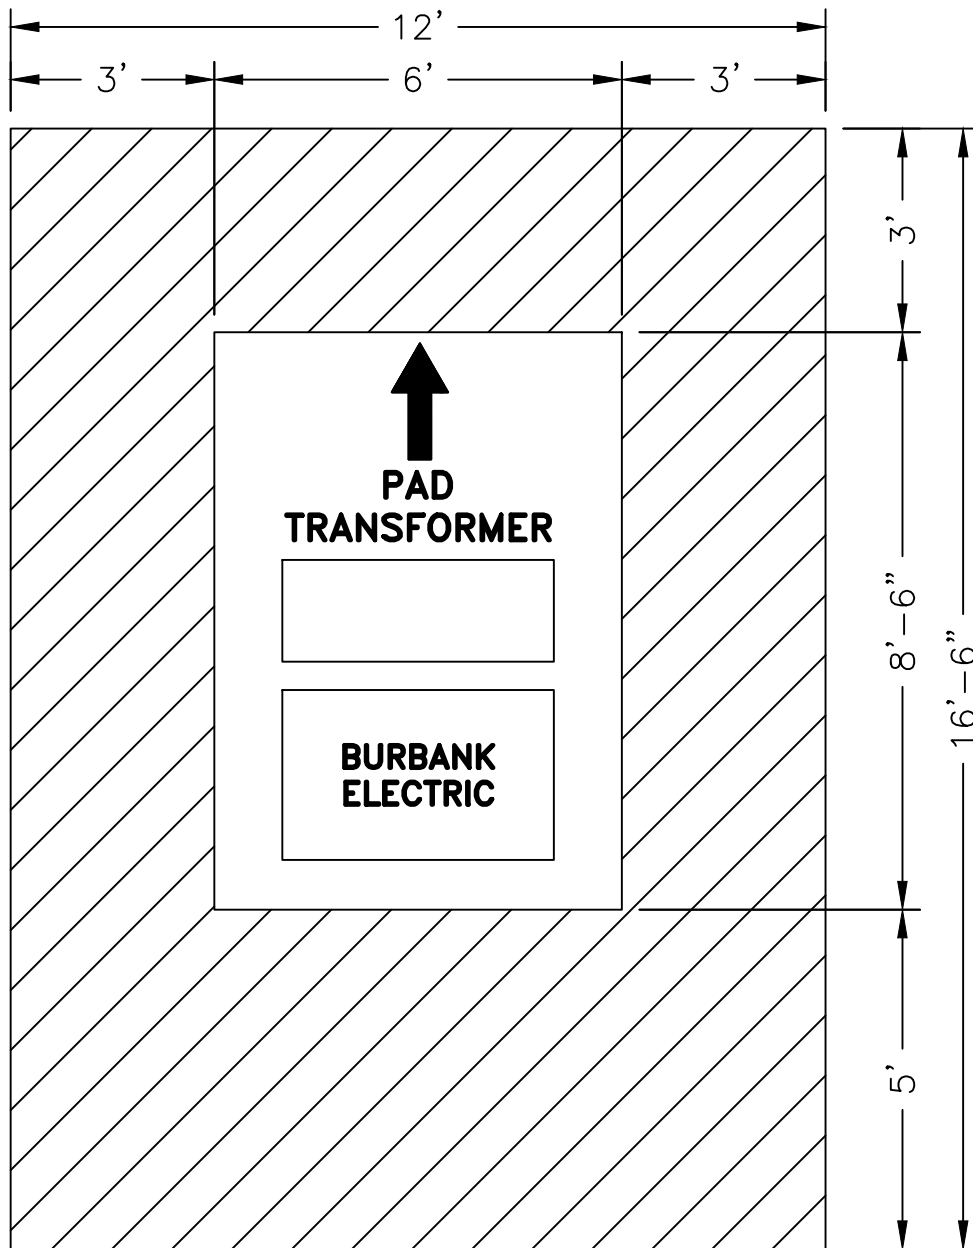 12'
3'
6'
3'
3'
PAD
TRANSFORMER
8'-6"
16'-6"
BURBANK
ELECTRIC
5'